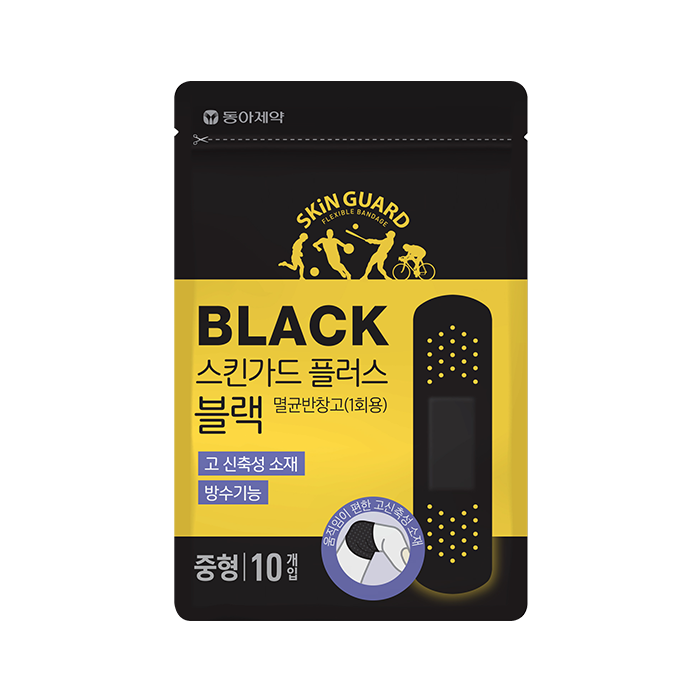 동아제약
SKiN GUARD
FLEXIBLE BANDAGE
BLACK
스킨가드 플러스
블랙 멸균반창고(1회용)
고 신축성 소재
방수기능
움직임이 편한 고신축성 소재
중형 10개입